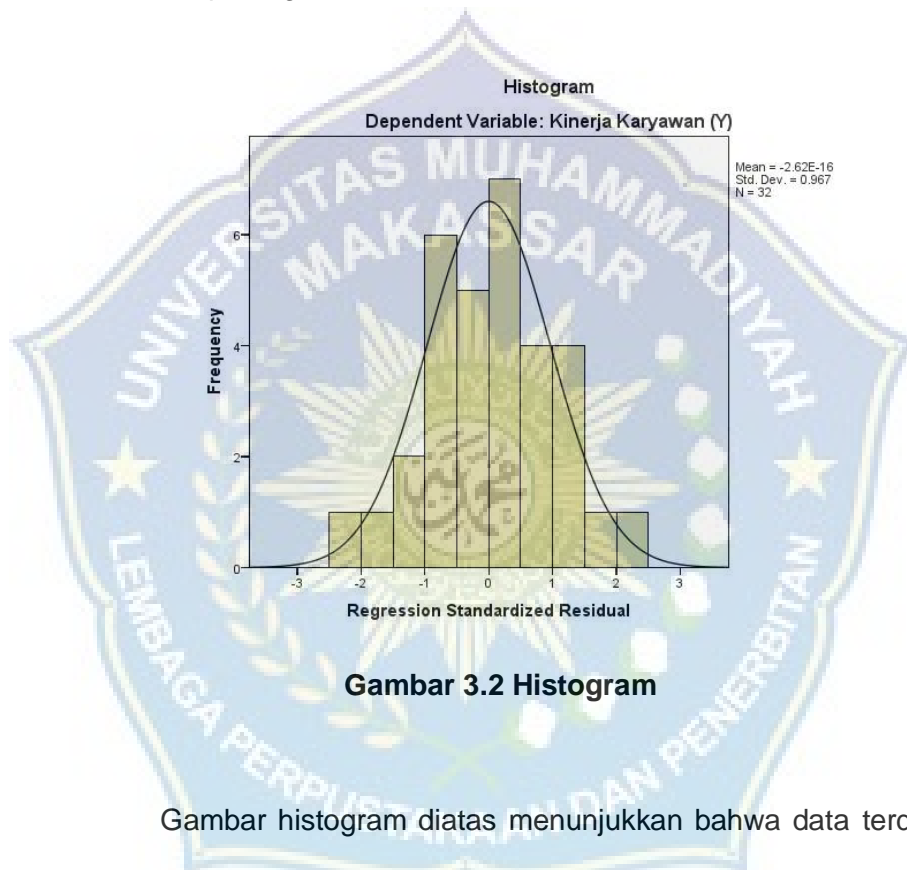 Histogram
Dependent Variable: Kinerja Karyawan (Y)
Mean = -2.62E-16
Std. Dev. = 0.967
N = 32
Frequency
6
4
2
0
-3 -2 -1 0 1 2 3
Regression Standardized Residual
Gambar 3.2 Histogram
Gambar histogram diatas menunjukkan bahwa data
UNIVERSITAS MUHAMMADIYAH
MAKASSAR
LEMBAGA PERPUSTAKAAN DAN PENERBITAN